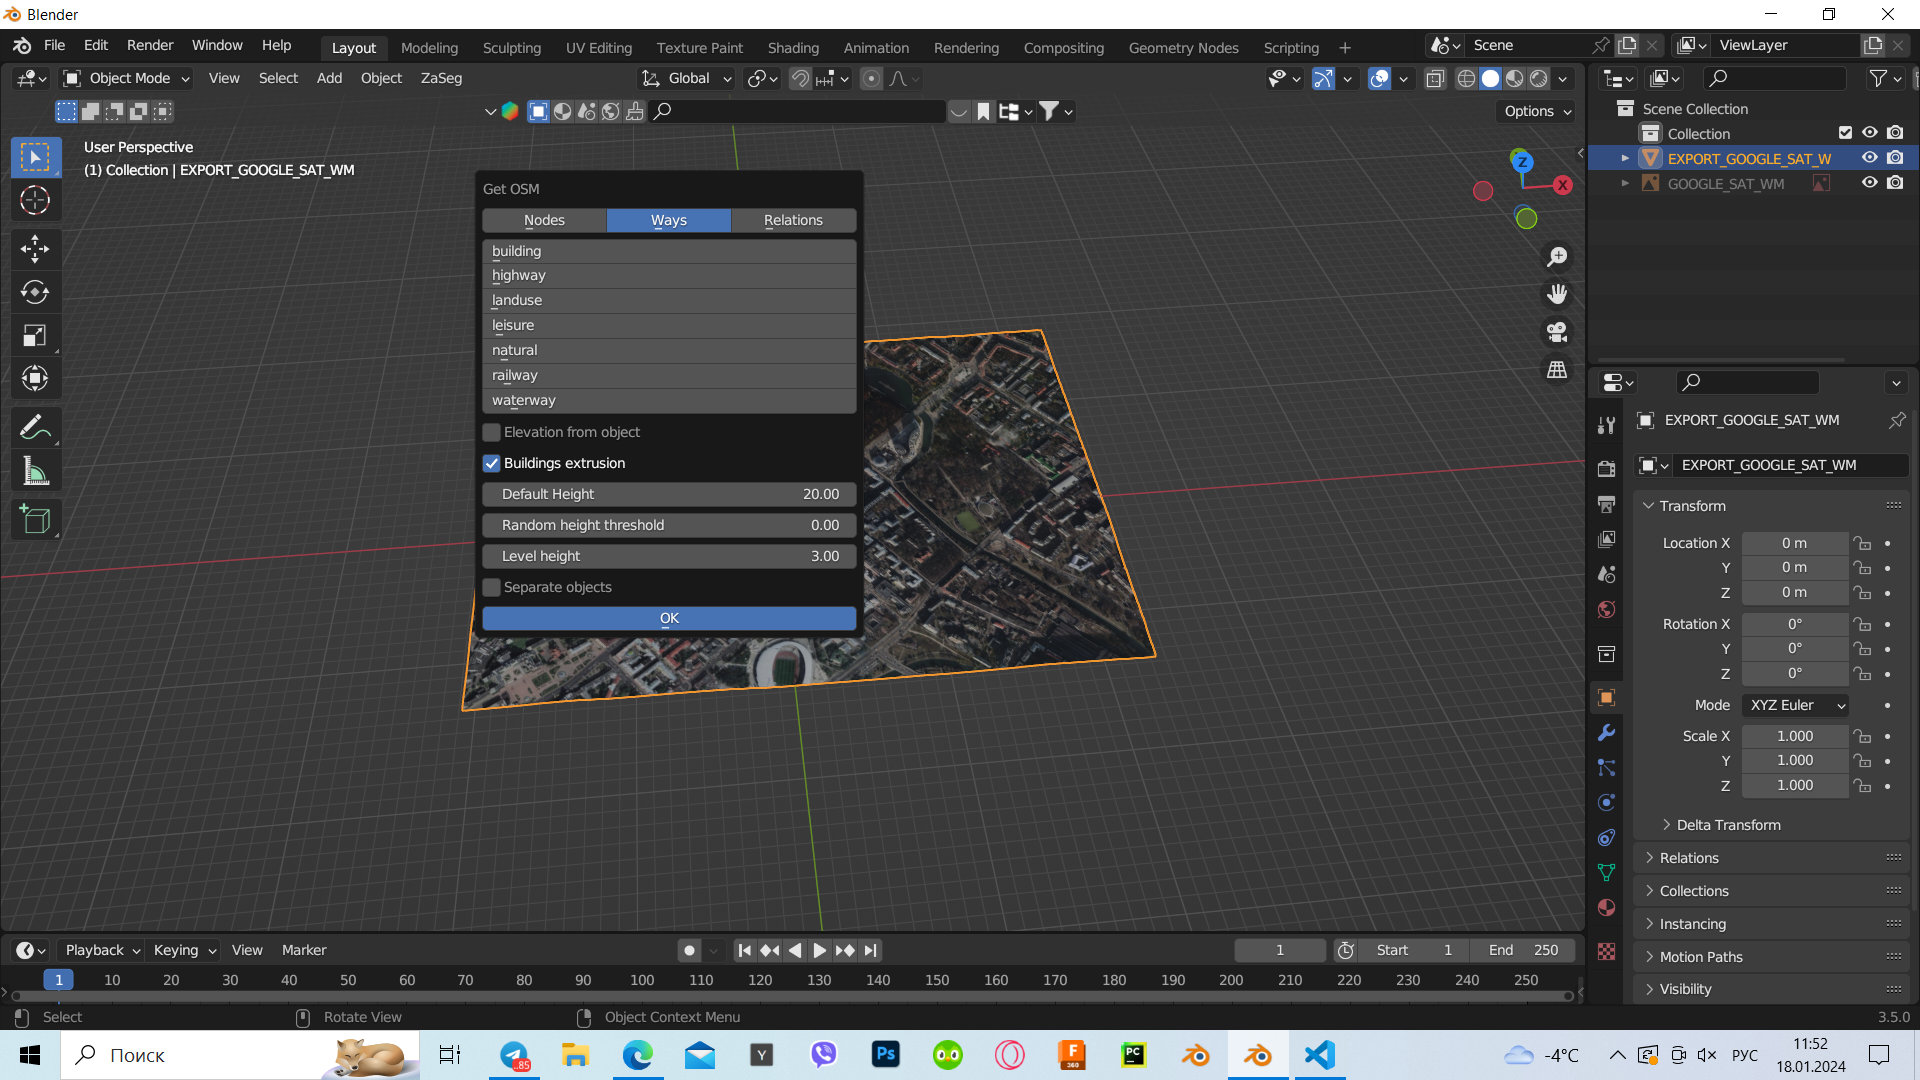 Blender
File Edit Render Window Help
Layout Modeling Sculpting UV Editing Texture Paint Shading Animation Rendering Compositing Geometry Nodes Scripting
Scene
ViewLayer
Object Mode View Select Add Object ZaSeg
Global
Options
User Perspective
(1) Collection | EXPORT_GOOGLE_SAT_WM
Z
X
Get OSM
Nodes Ways Relations
building
highway
landuse
leisure
natural
railway
waterway
Elevation from object
Buildings extrusion
Default Height 20.00
Random height threshold 0.00
Level height 3.00
Separate objects
OK
Scene Collection
Collection
EXPORT_GOOGLE_SAT_W
GOOGLE_SAT_WM
EXPORT_GOOGLE_SAT_WM
EXPORT_GOOGLE_SAT_WM
Transform
Location X 0 m
Y 0 m
Z 0 m
Rotation X 0°
Y 0°
Z 0°
Mode XYZ Euler
Scale X 1.000
Y 1.000
Z 1.000
Delta Transform
Relations
Collections
Instancing
Motion Paths
Visibility
Playback Keying View Marker
1 Start 1 End 250
1 10 20 30 40 50 60 70 80 90 100 110 120 130 140 150 160 170 180 190 200 210 220 230 240 250
Select Rotate View Object Context Menu 3.5.0
Поиск
..85
Y
Ps
F
360
PC
-4°C
РУС
11:52
18.01.2024